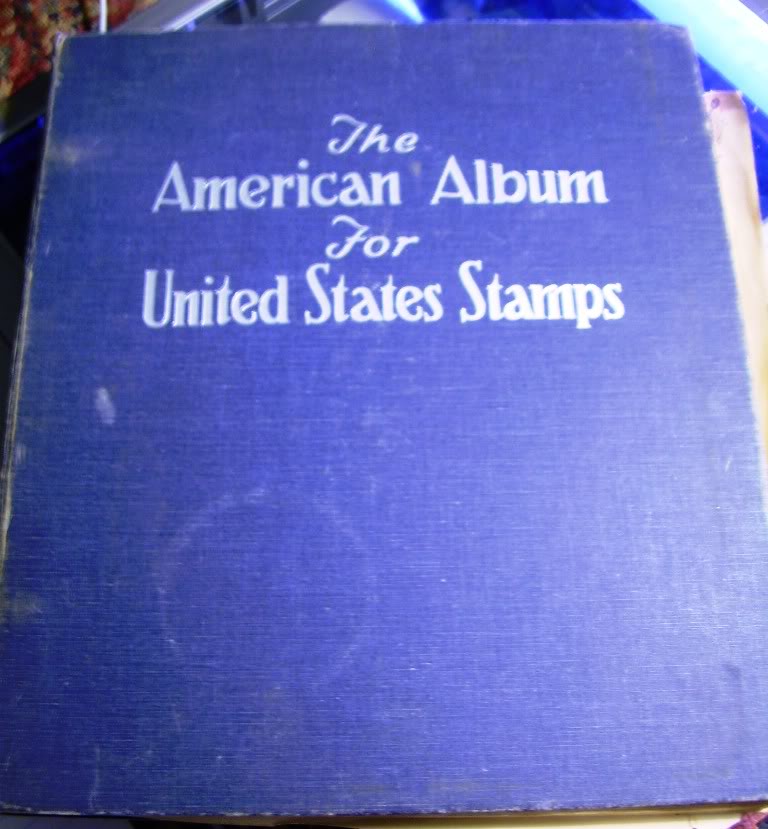 The
American Album
For
United States Stamps